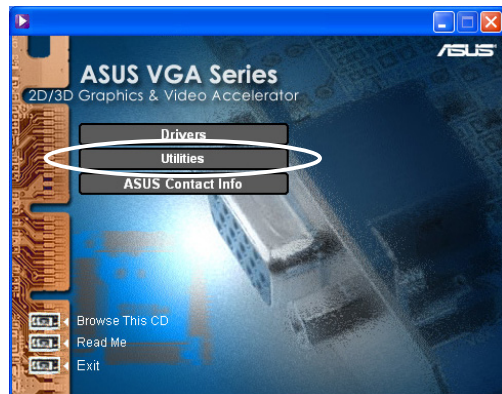 ASUS
ASUS VGA Series
2D/3D Graphics & Video Accelerator
Drivers
Utilities
ASUS Contact Info
Browse This CD
Read Me
Exit